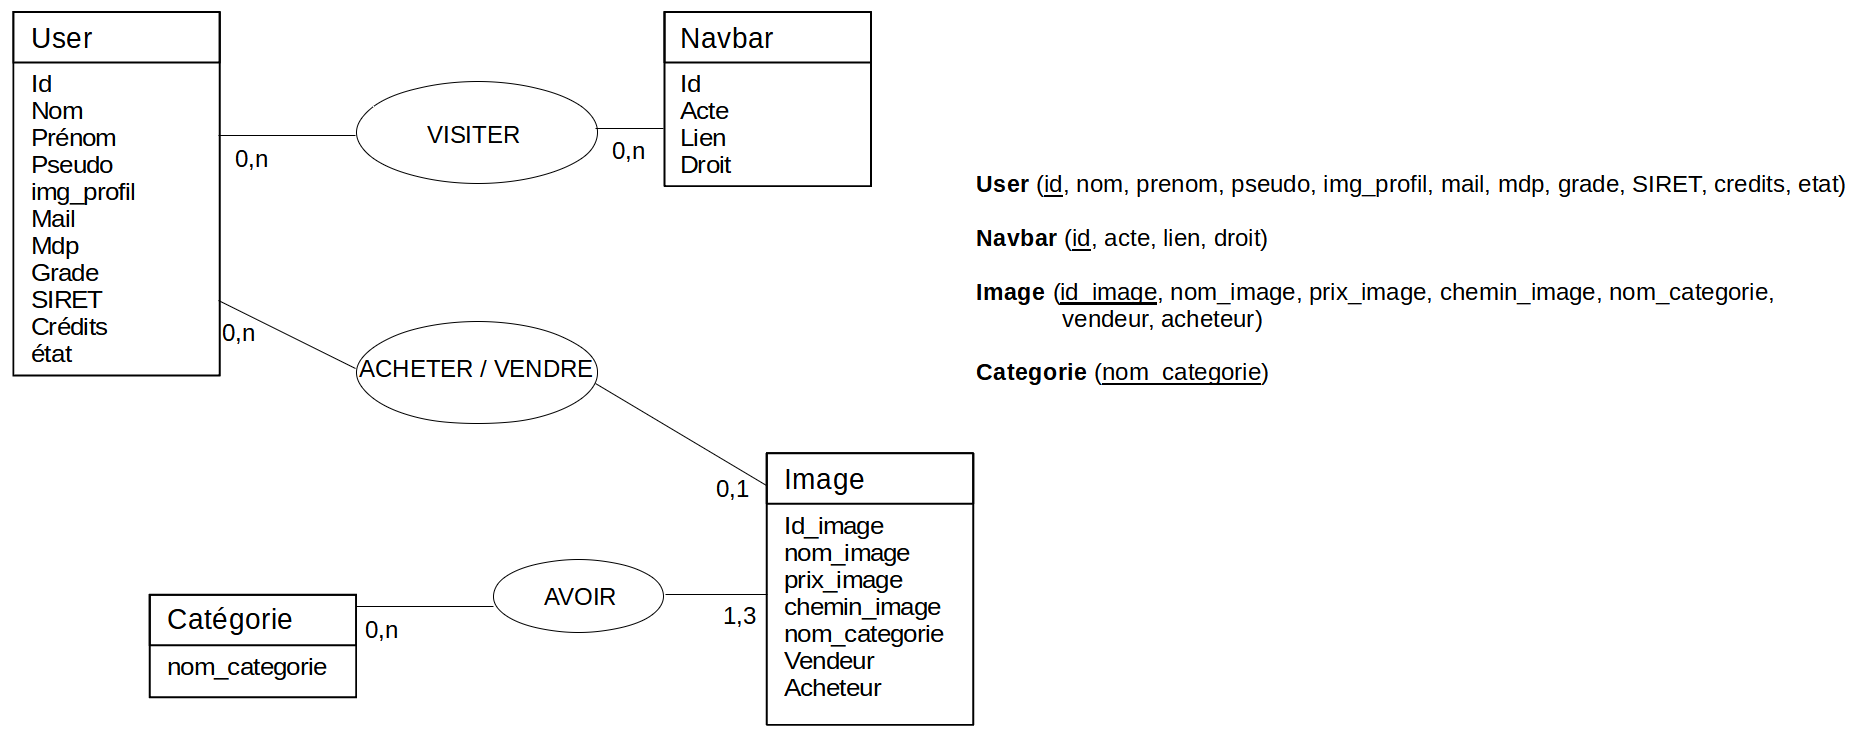 User
Id
Nom
Prénom
Pseudo
img_profil
Mail
Mdp
Grade
SIRET
Crédits
état
VISITER
0,n
0,n
Navbar
Id
Acte
Lien
Droit
0,n
ACHETER / VENDRE
0,1
Image
Id_image
nom_image
prix_image
chemin_image
nom_categorie
Vendeur
Acheteur
AVOIR
0,n
1,3
Catégorie
nom_categorie
User (id, nom, prenom, pseudo, img_profil, mail, mdp, grade, SIRET, credits, etat)
Navbar (id, acte, lien, droit)
Image (id_image, nom_image, prix_image, chemin_image, nom_categorie,
vendeur, acheteur)
Categorie (nom_categorie)